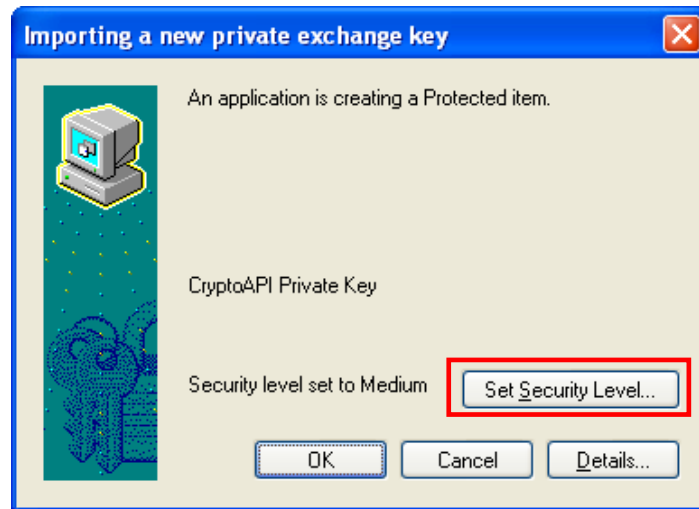 Importing a new private exchange key
An application is creating a Protected item.
CryptoAPI Private Key
Security level set to Medium
Set Security Level...
OK
Cancel
Details...